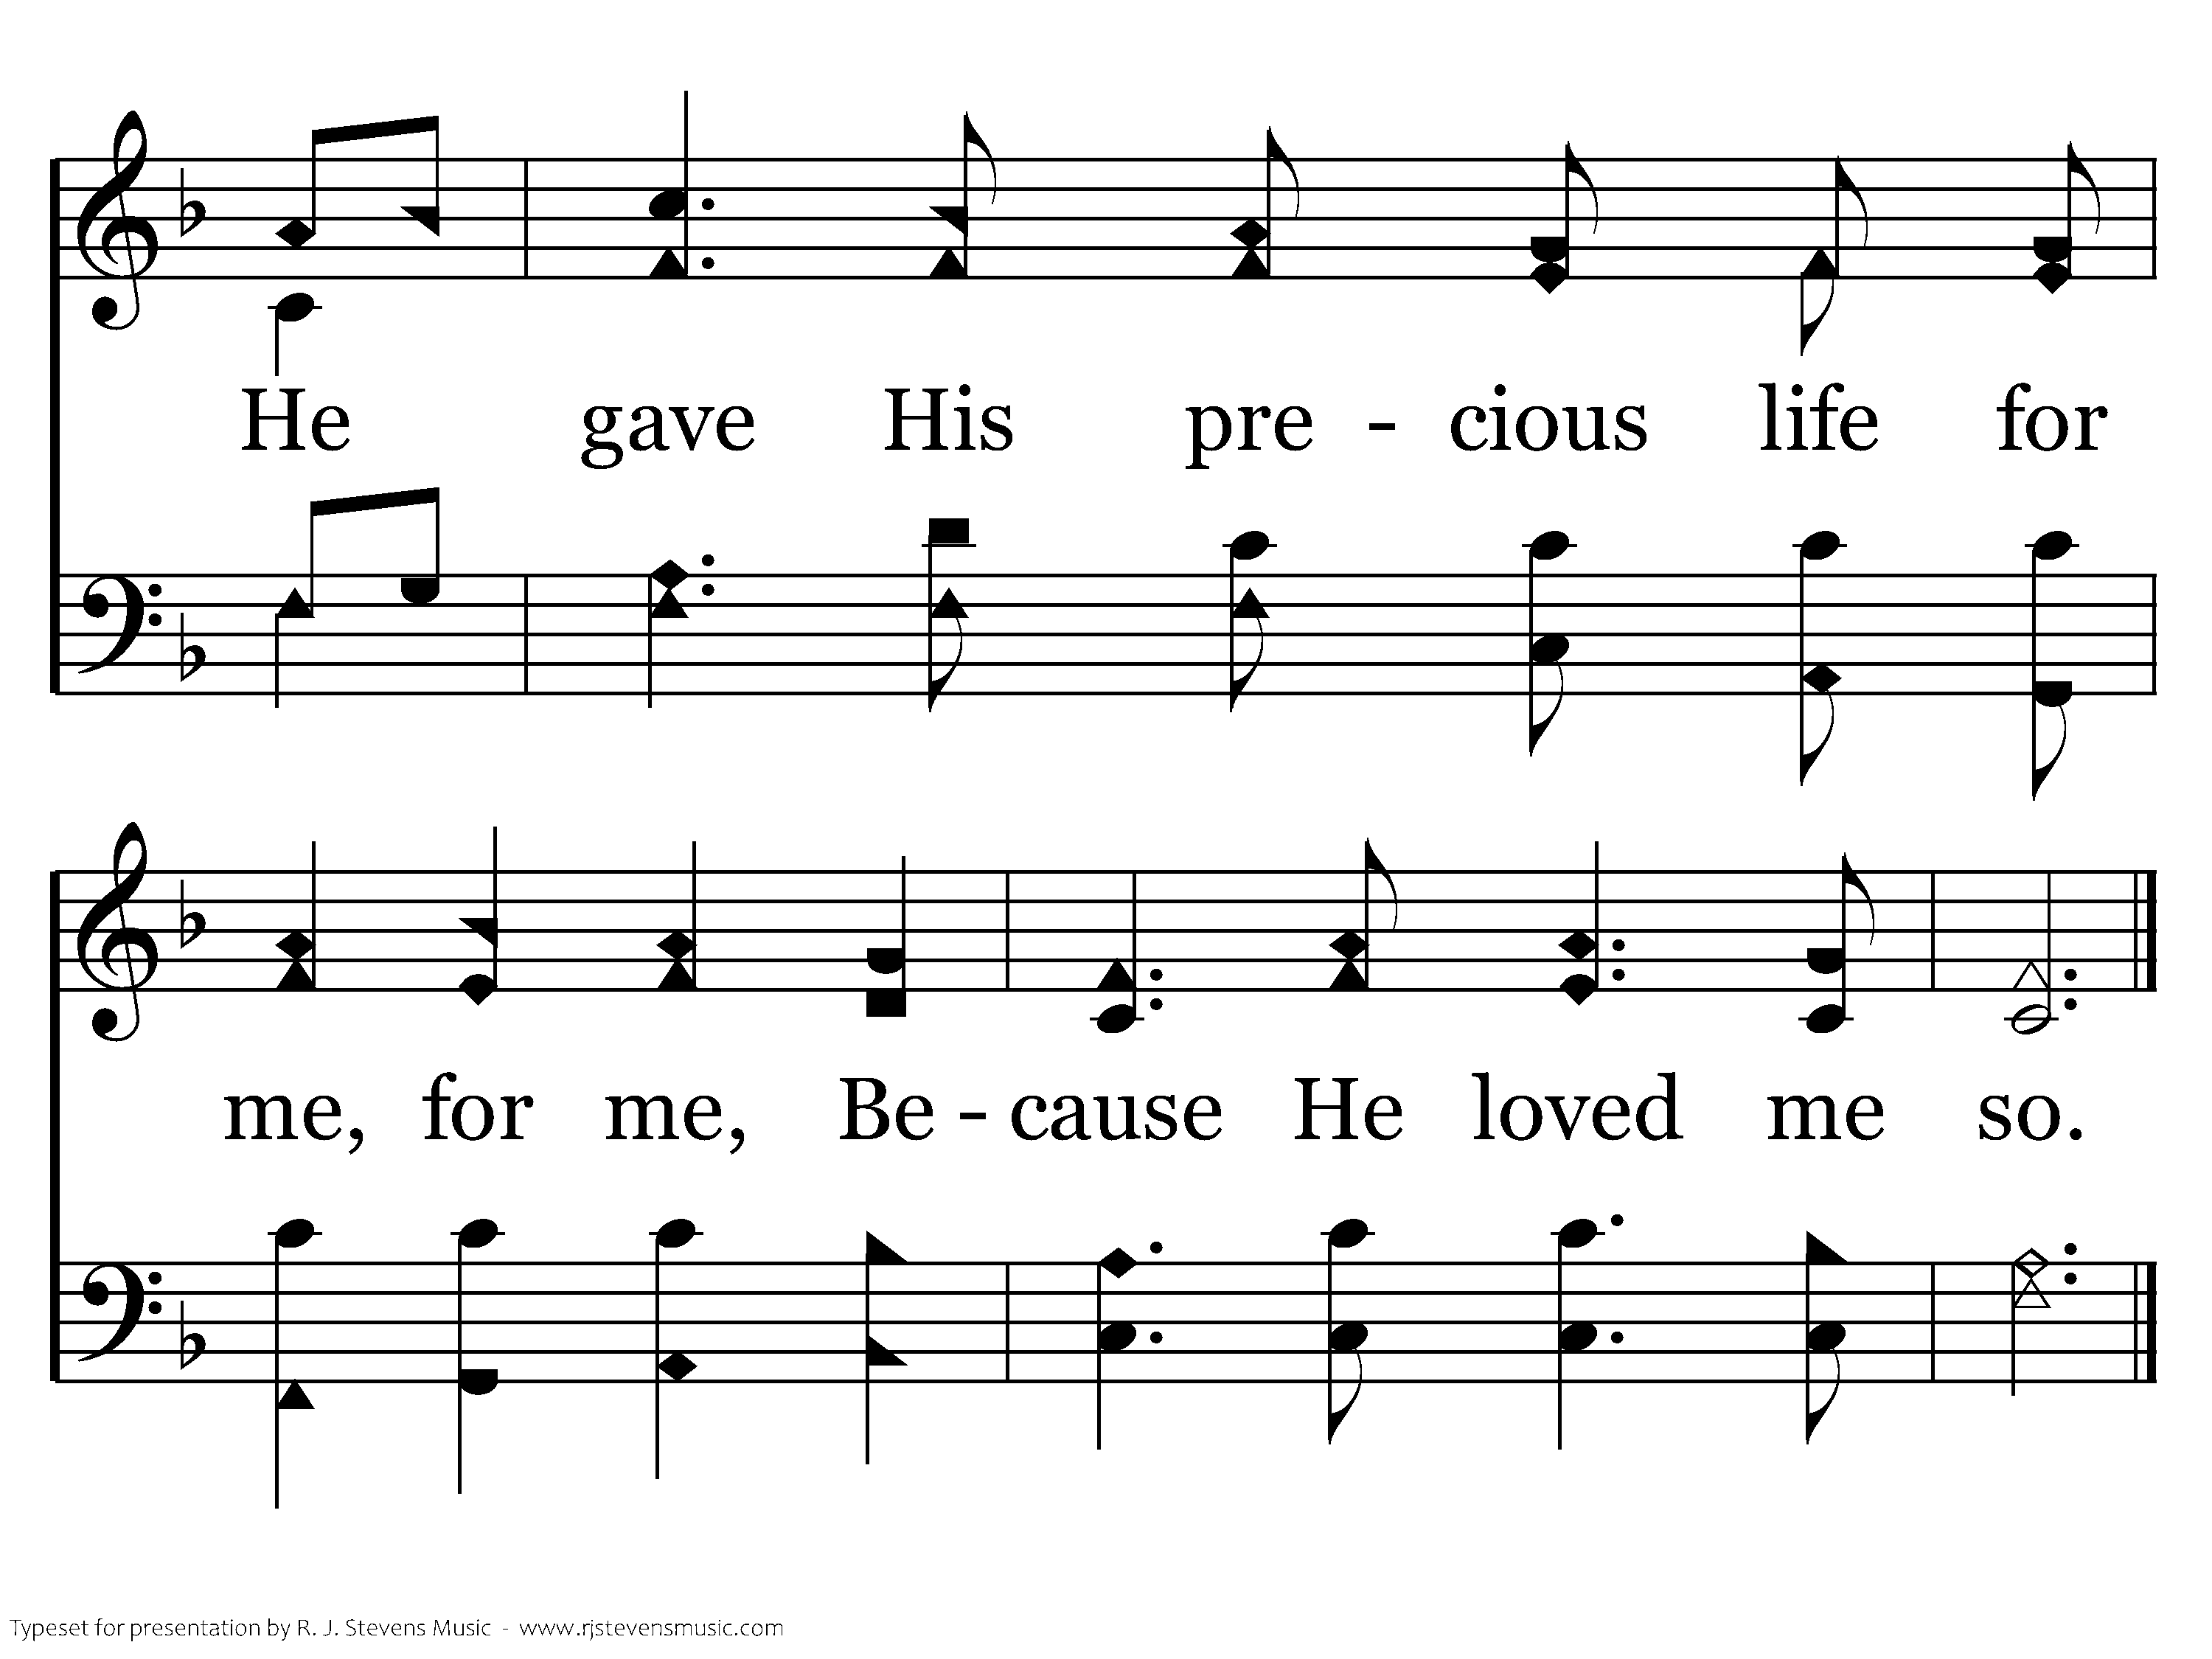 He gave His pre - cious life for
me, for me, Be - cause He loved me so.
Typeset for presentation by R. J. Stevens Music - www.rjstevensmusic.com